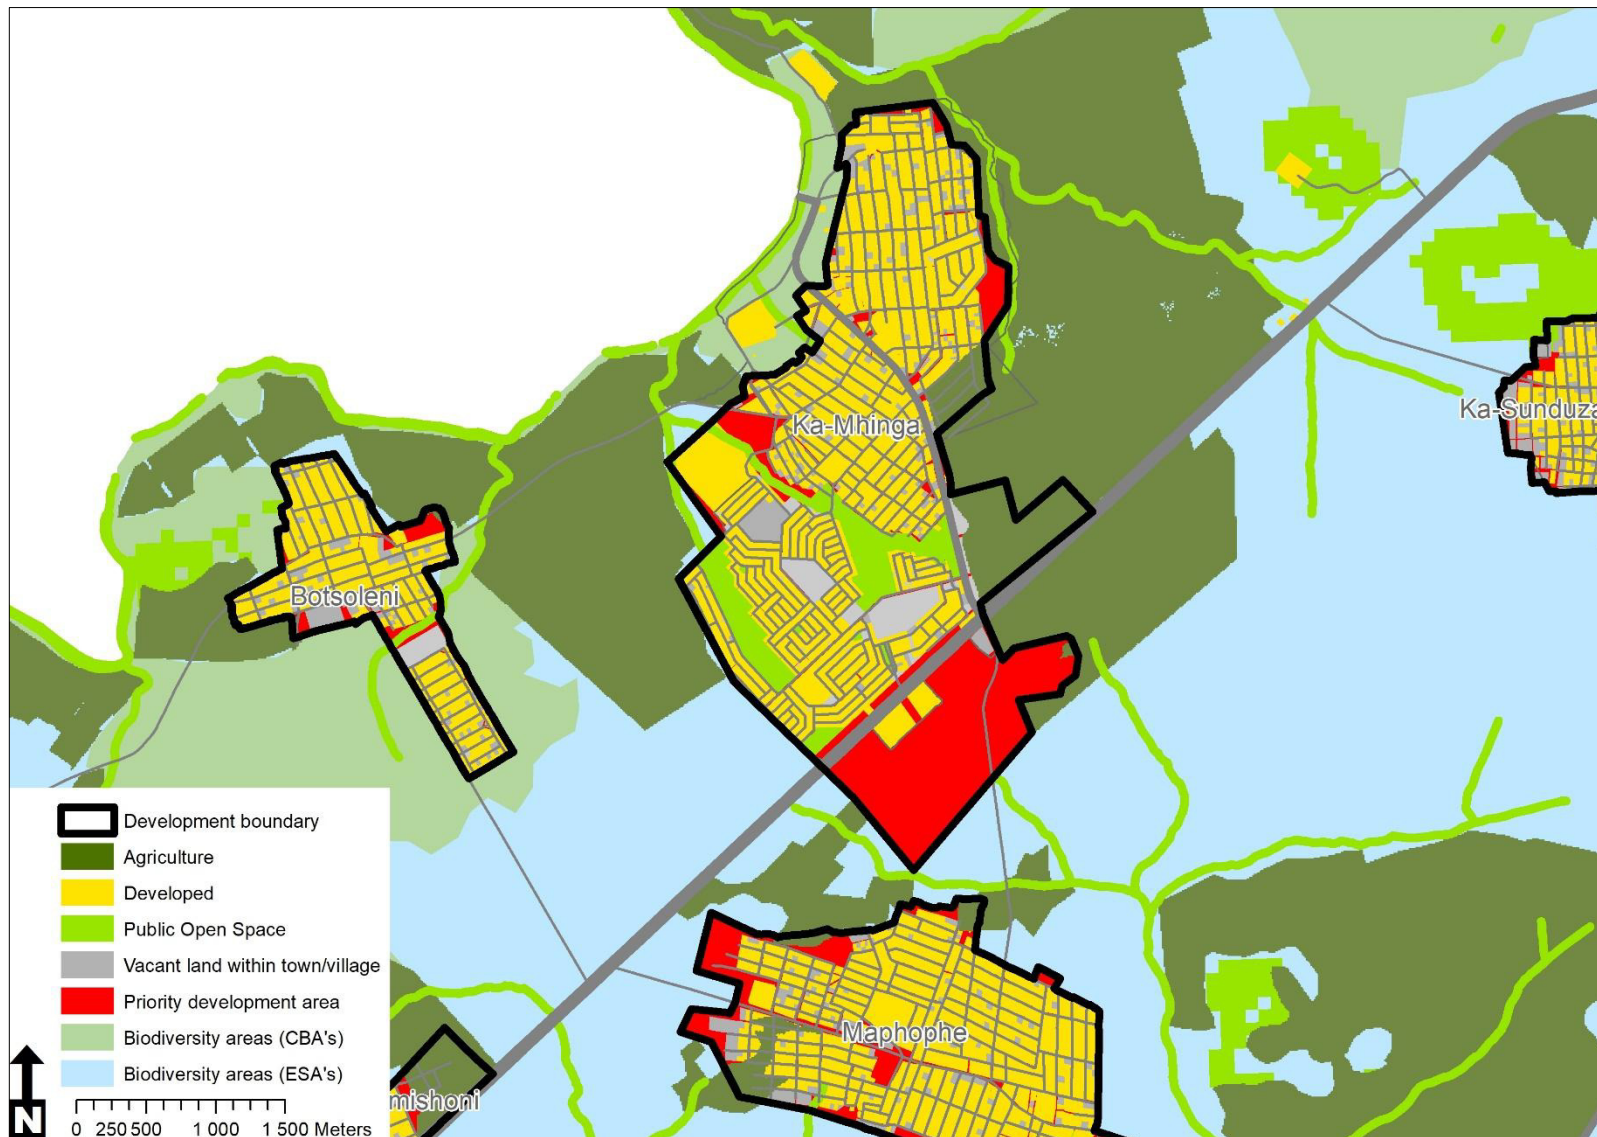 Ka-Mhinga
Ka-Sunduza
Botsoleni
Maphophe
mishoni
Development boundary
Agriculture
Developed
Public Open Space
Vacant land within town/village
Priority development area
Biodiversity areas (CBA's)
Biodiversity areas (ESA's)
N
0 250 500 1 000 1 500 Meters